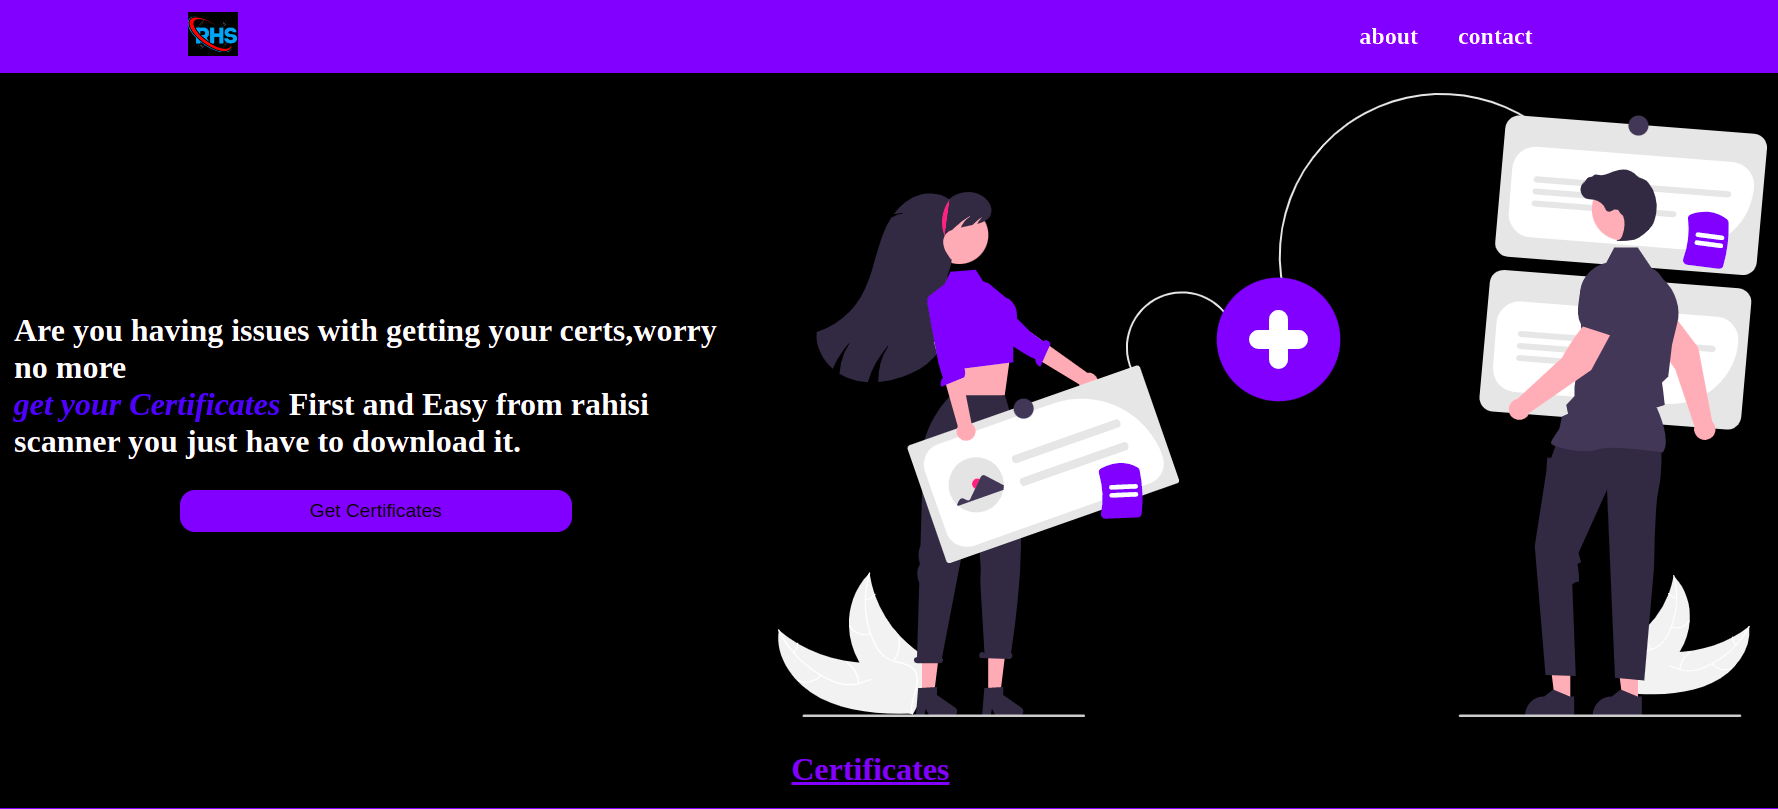 RHS
about contact
Are you having issues with getting your certs,worry
no more
get your Certificates First and Easy from rahisi
scanner you just have to download it.
Get Certificates
Certificates